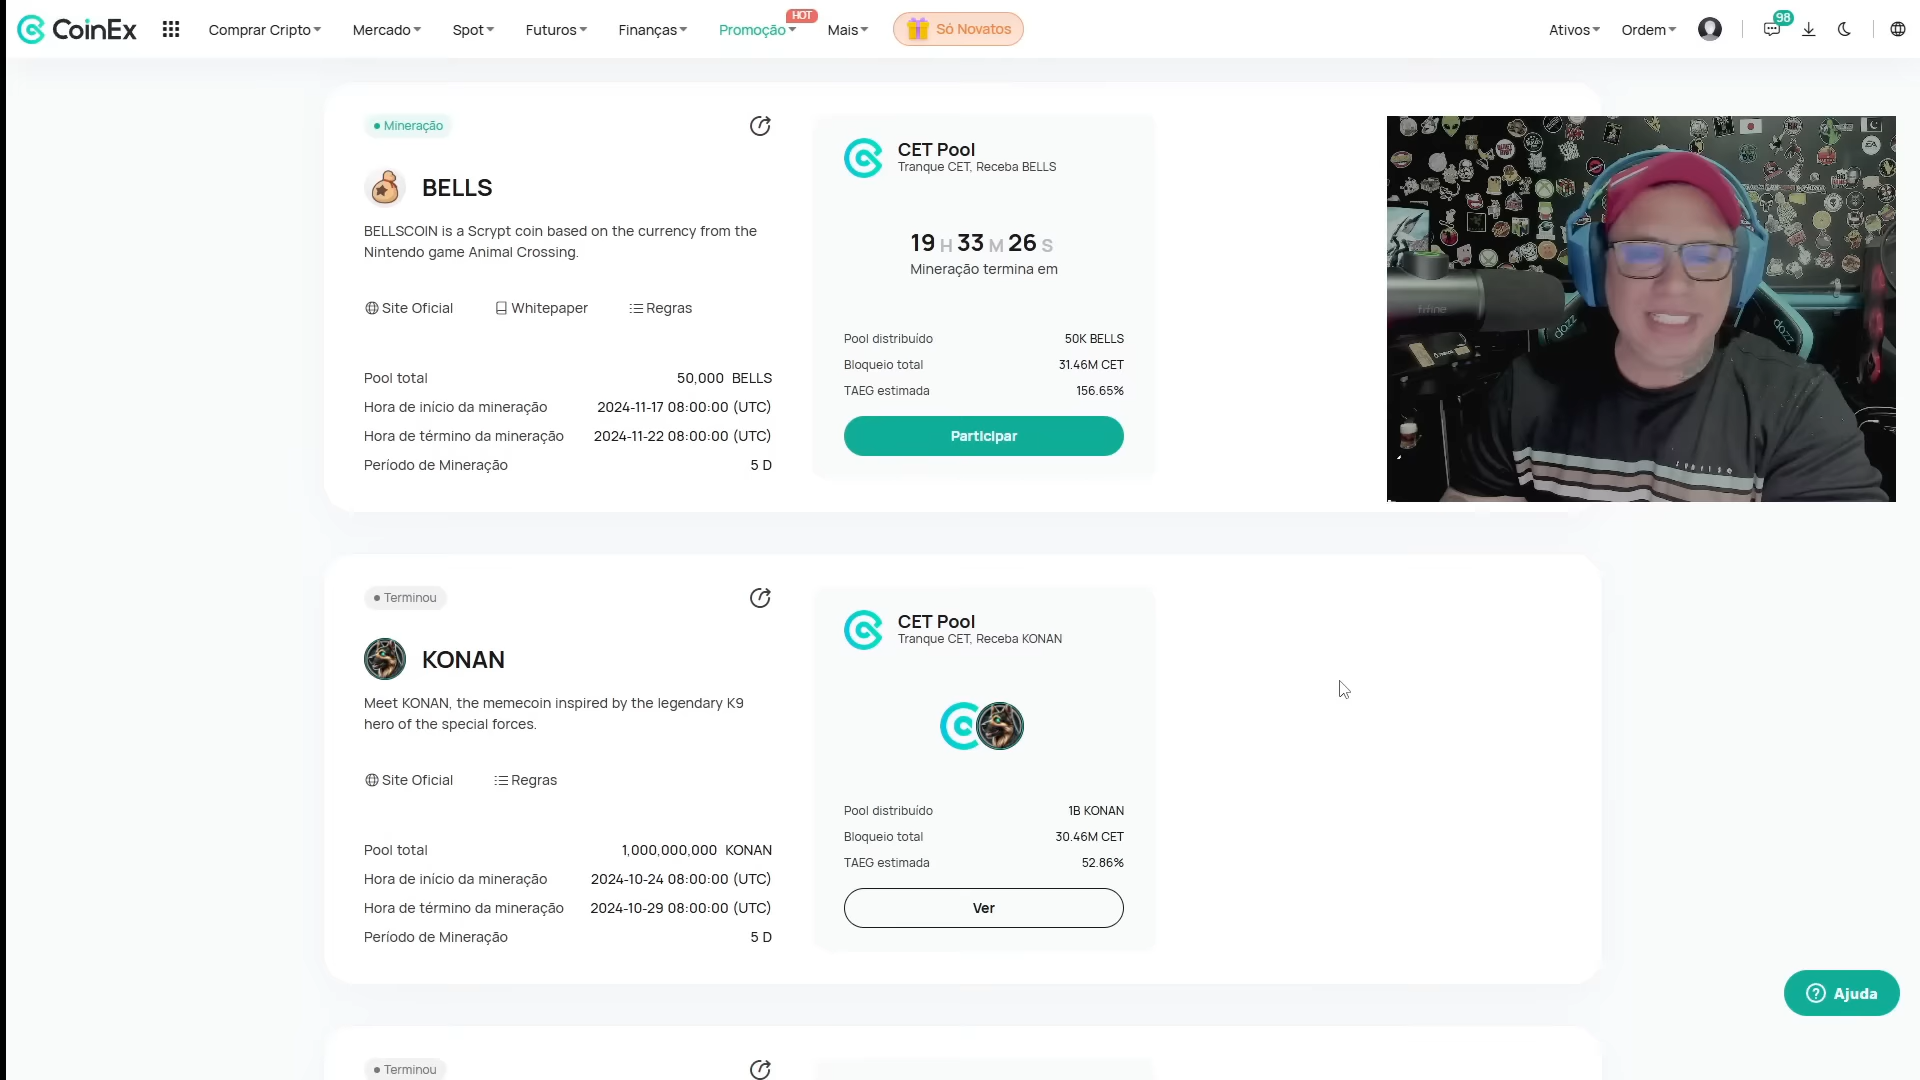 CoinEx
Comprar Cripto
Mercado
Spot
Futuros
Finanças
Promoção
HOT
Mais
Só Novatos
Ativos
Ordem
98
Mineração
BELLS
BELLSCOIN is a Scrypt coin based on the currency from the
Nintendo game Animal Crossing.
Site Oficial
Whitepaper
Regras
Pool total
50,000 BELLS
Hora de início da mineração
2024-11-17 08:00:00 (UTC)
Hora de término da mineração
2024-11-22 08:00:00 (UTC)
Período de Mineração
5 D
CET Pool
Tranque CET, Receba BELLS
19 H 33 M 26 S
Mineração termina em
Pool distribuído
50K BELLS
Bloqueio total
31.46M CET
TAEG estimada
156.65%
Participar
fifine
dozz
dozz
EA
Terminou
KONAN
Meet KONAN, the memecoin inspired by the legendary K9
hero of the special forces.
Site Oficial
Regras
Pool total
1,000,000,000 KONAN
Hora de início da mineração
2024-10-24 08:00:00 (UTC)
Hora de término da mineração
2024-10-29 08:00:00 (UTC)
Período de Mineração
5 D
CET Pool
Tranque CET, Receba KONAN
Pool distribuído
1B KONAN
Bloqueio total
30.46M CET
TAEG estimada
52.86%
Ver
Ajuda
Terminou